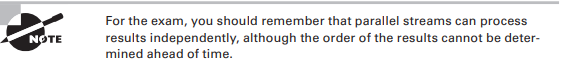 NOTE
For the exam, you should remember that parallel streams can process
results independently, although the order of the results cannot be deter-
mined ahead of time.